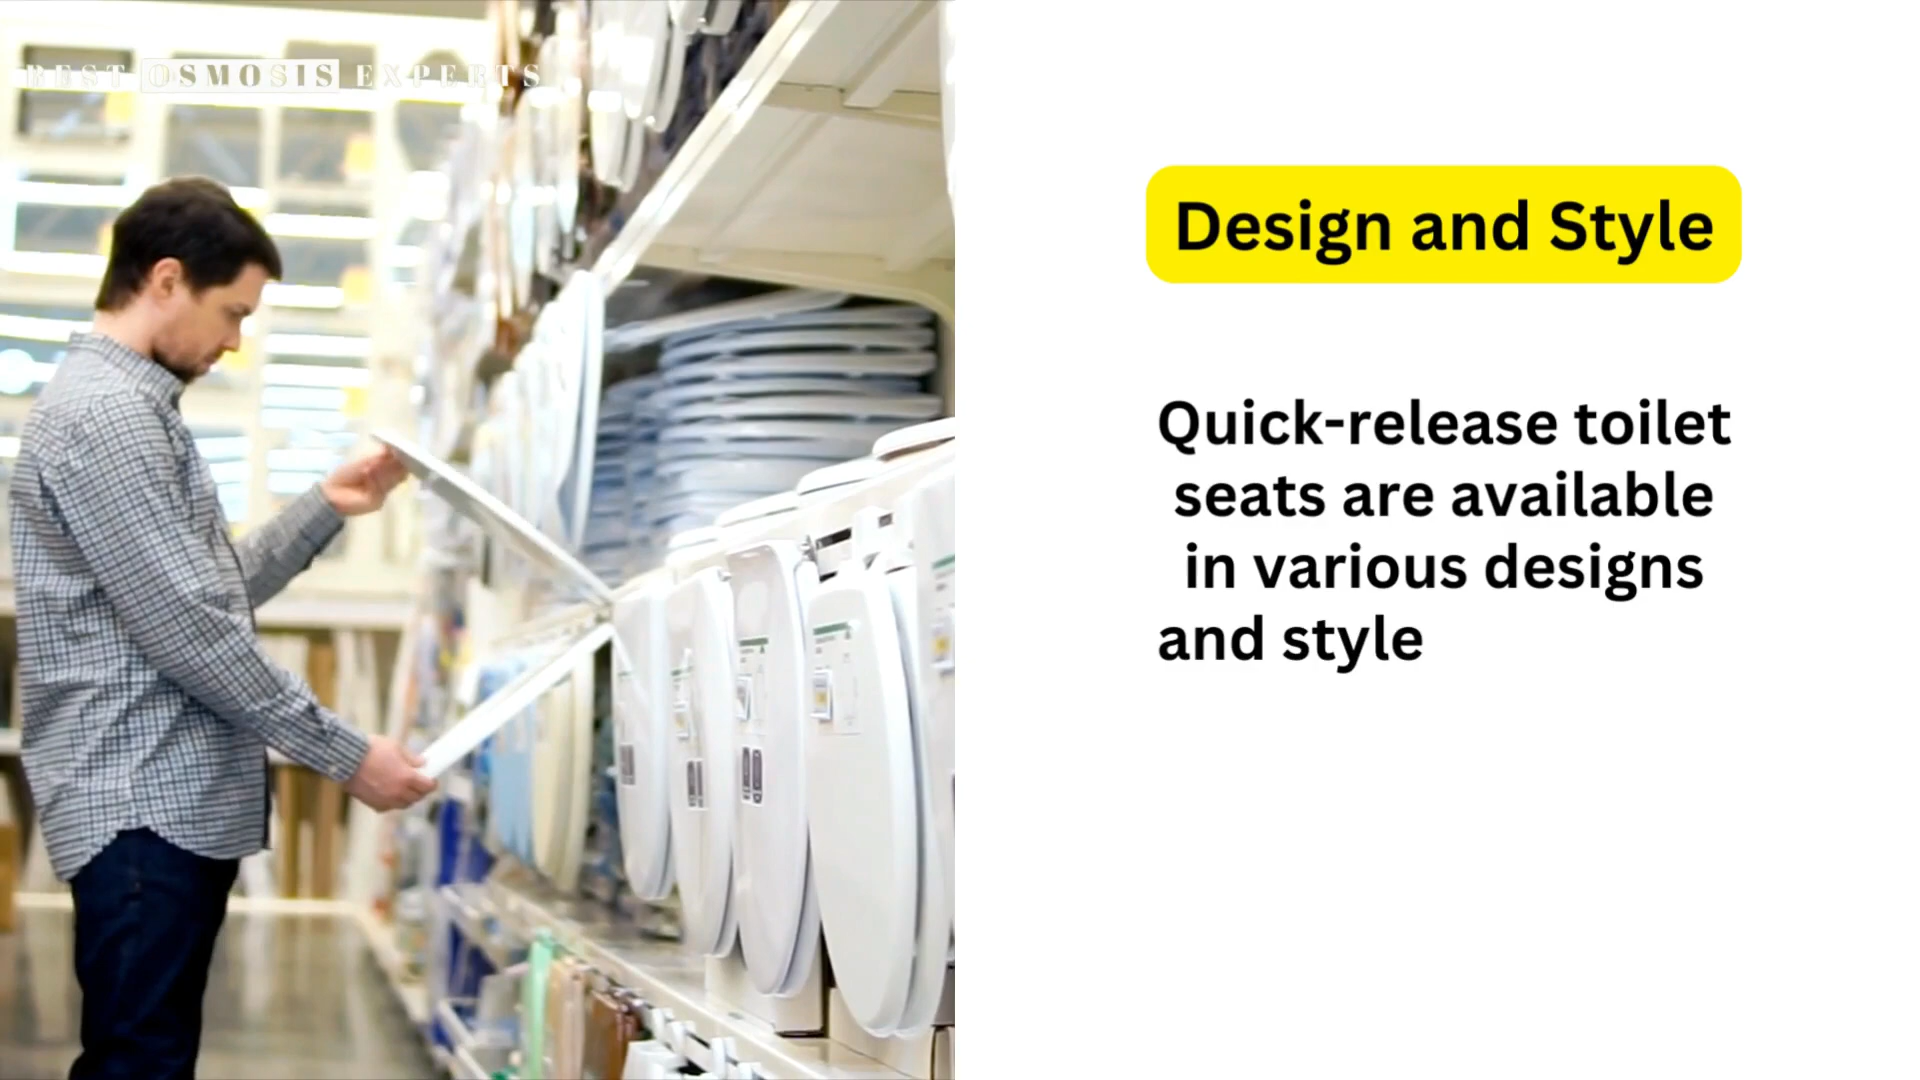 BEST OSMOSIS EXPERTS
Design and Style
Quick-release toilet
seats are available
in various designs
and style